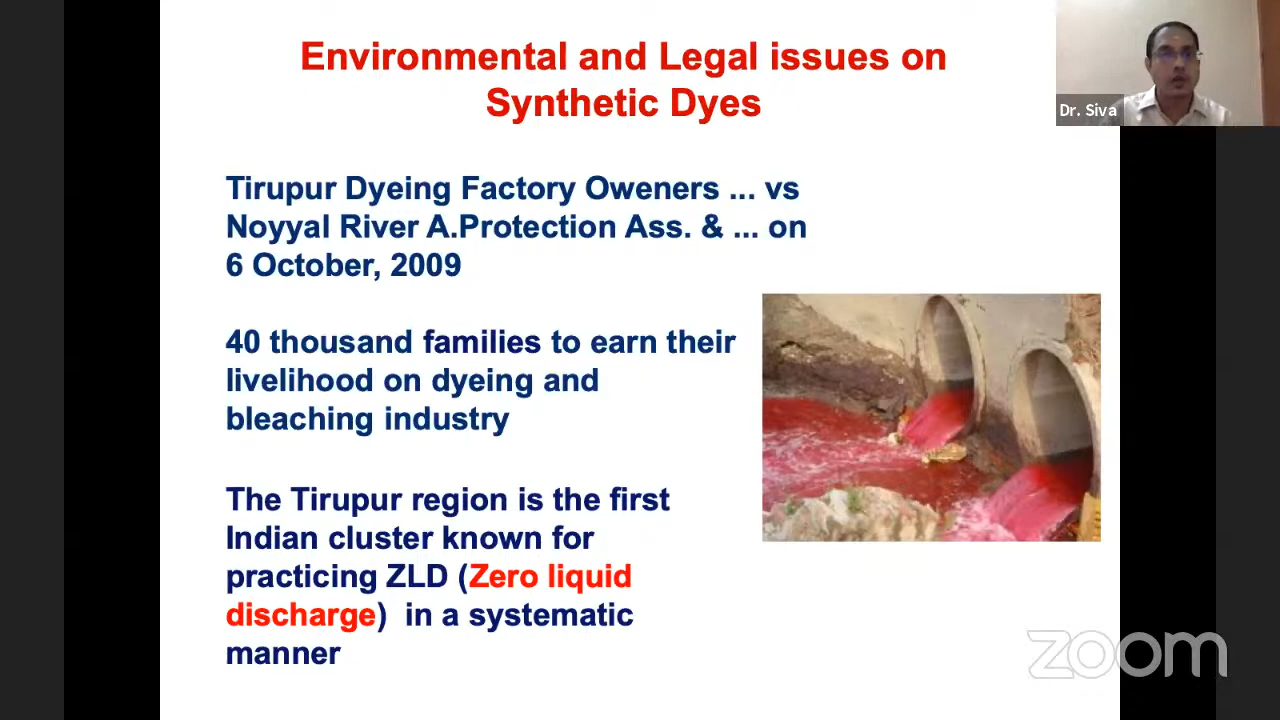 Environmental and Legal issues on
Synthetic Dyes
Dr. Siva
Tirupur Dyeing Factory Oweners ... vs
Noyyal River A.Protection Ass. & ... on
6 October, 2009
40 thousand families to earn their
livelihood on dyeing and
bleaching industry
The Tirupur region is the first
Indian cluster known for
practicing ZLD (Zero liquid
discharge) in a systematic
manner
zoom